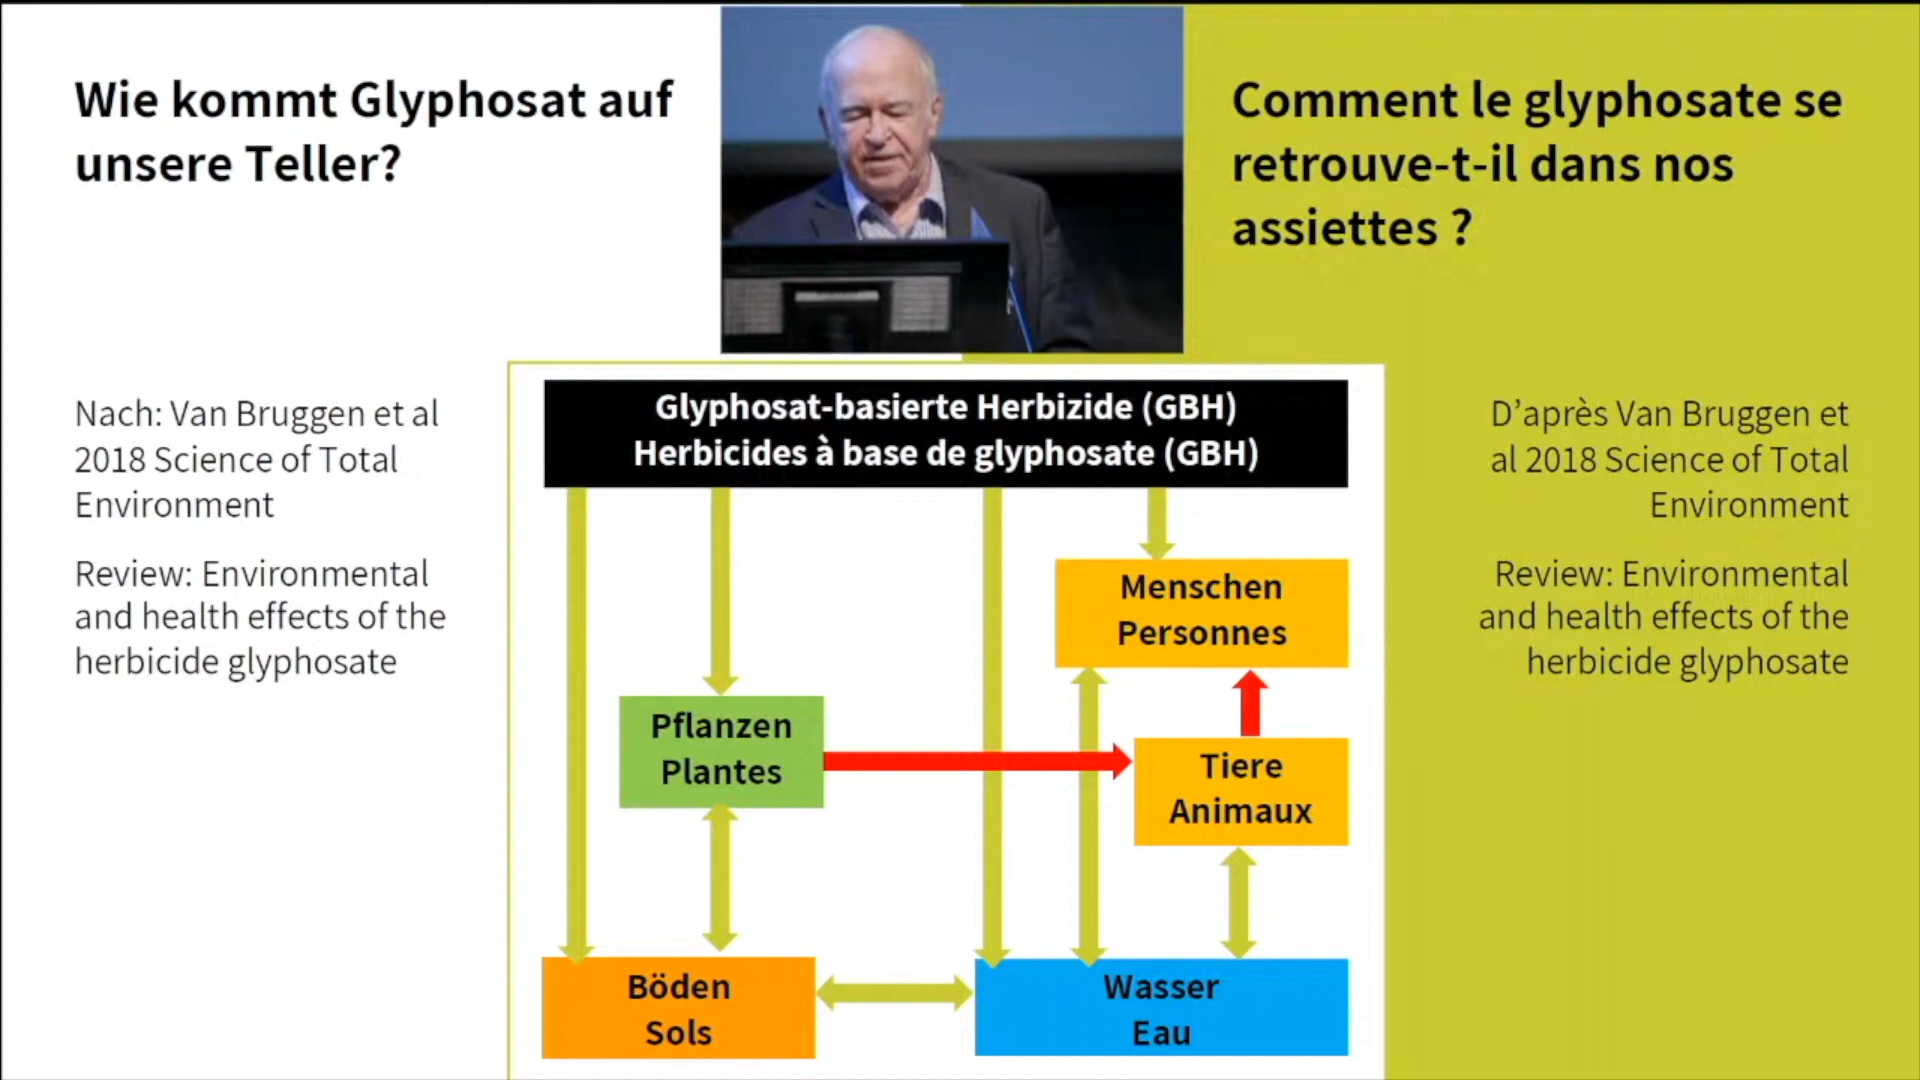 Wie kommt Glyphosat auf
unsere Teller?
Comment le glyphosate se
retrouve-t-il dans nos
assiettes ?
Nach: Van Bruggen et al
2018 Science of Total
Environment
Review: Environmental
and health effects of the
herbicide glyphosate
Glyphosat-basierte Herbizide (GBH)
Herbicides à base de glyphosate (GBH)
Menschen
Personnes
Pflanzen
Plantes
Tiere
Animaux
Böden
Sols
Wasser
Eau
D’après Van Bruggen et
al 2018 Science of Total
Environment
Review: Environmental
and health effects of the
herbicide glyphosate